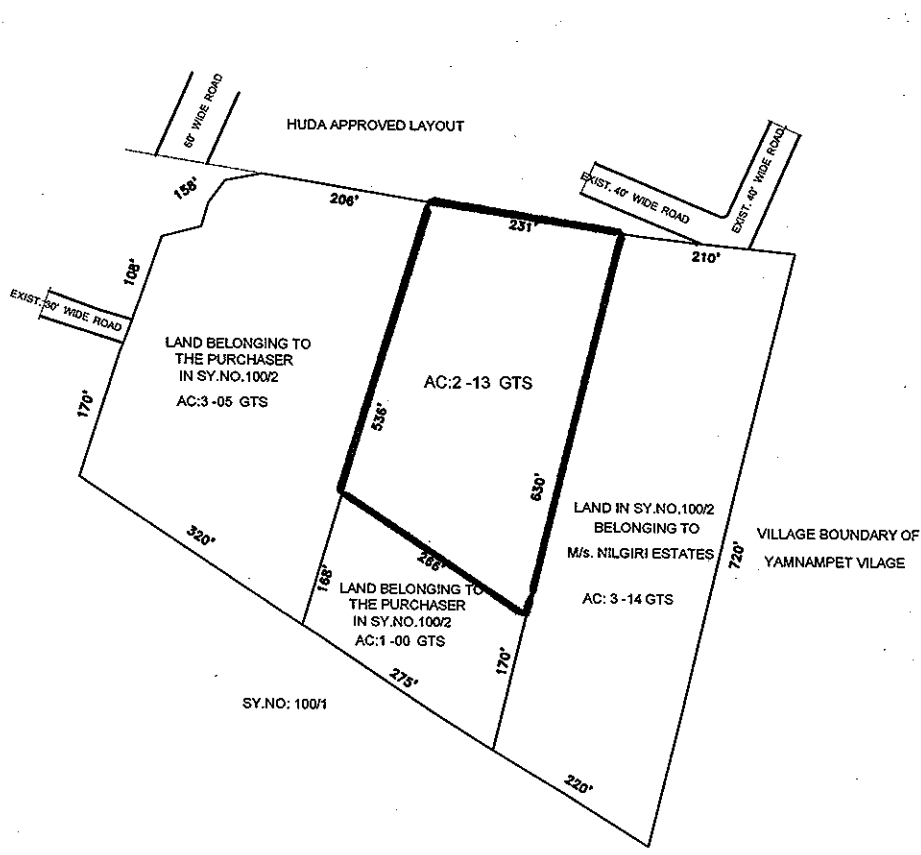 60' WIDE ROAD
HUDA APPROVED LAYOUT
EXIST. 40' WIDE ROAD
EXIST. 40' WIDE ROAD
158'
206'
231'
210'
108'
EXIST. 30' WIDE ROAD
LAND BELONGING TO
THE PURCHASER
IN SY.NO.100/2
AC:3 -05 GTS
AC:2 -13 GTS
170'
536'
630'
LAND IN SY.NO.100/2
BELONGING TO
M/s. NILGIRI ESTATES
AC: 3 -14 GTS
720'
VILLAGE BOUNDARY OF
YAMNAMPET VILAGE
320'
168'
266'
LAND BELONGING TO
THE PURCHASER
IN SY.NO.100/2
AC:1 -00 GTS
170'
275'
SY.NO: 100/1
220'